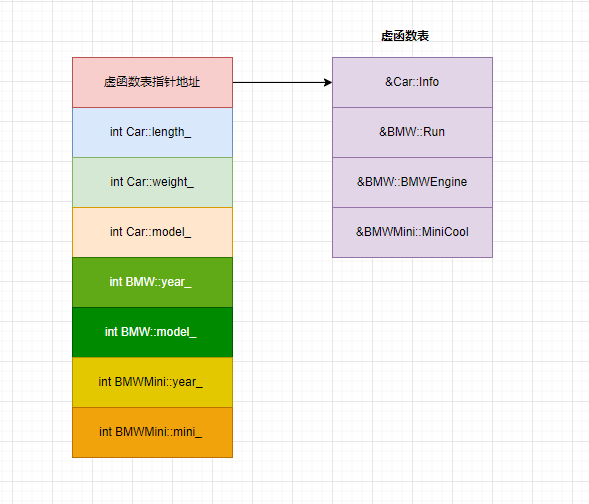 虚函数表
虚函数表指针地址
&Car::Info
int Car::length_
&BMW::Run
int Car::weight_
&BMW::BMWEngine
int Car::model_
&BMWMini::MiniCool
int BMW::year_
int BMW::model_
int BMWMini::year_
int BMWMini::mini_